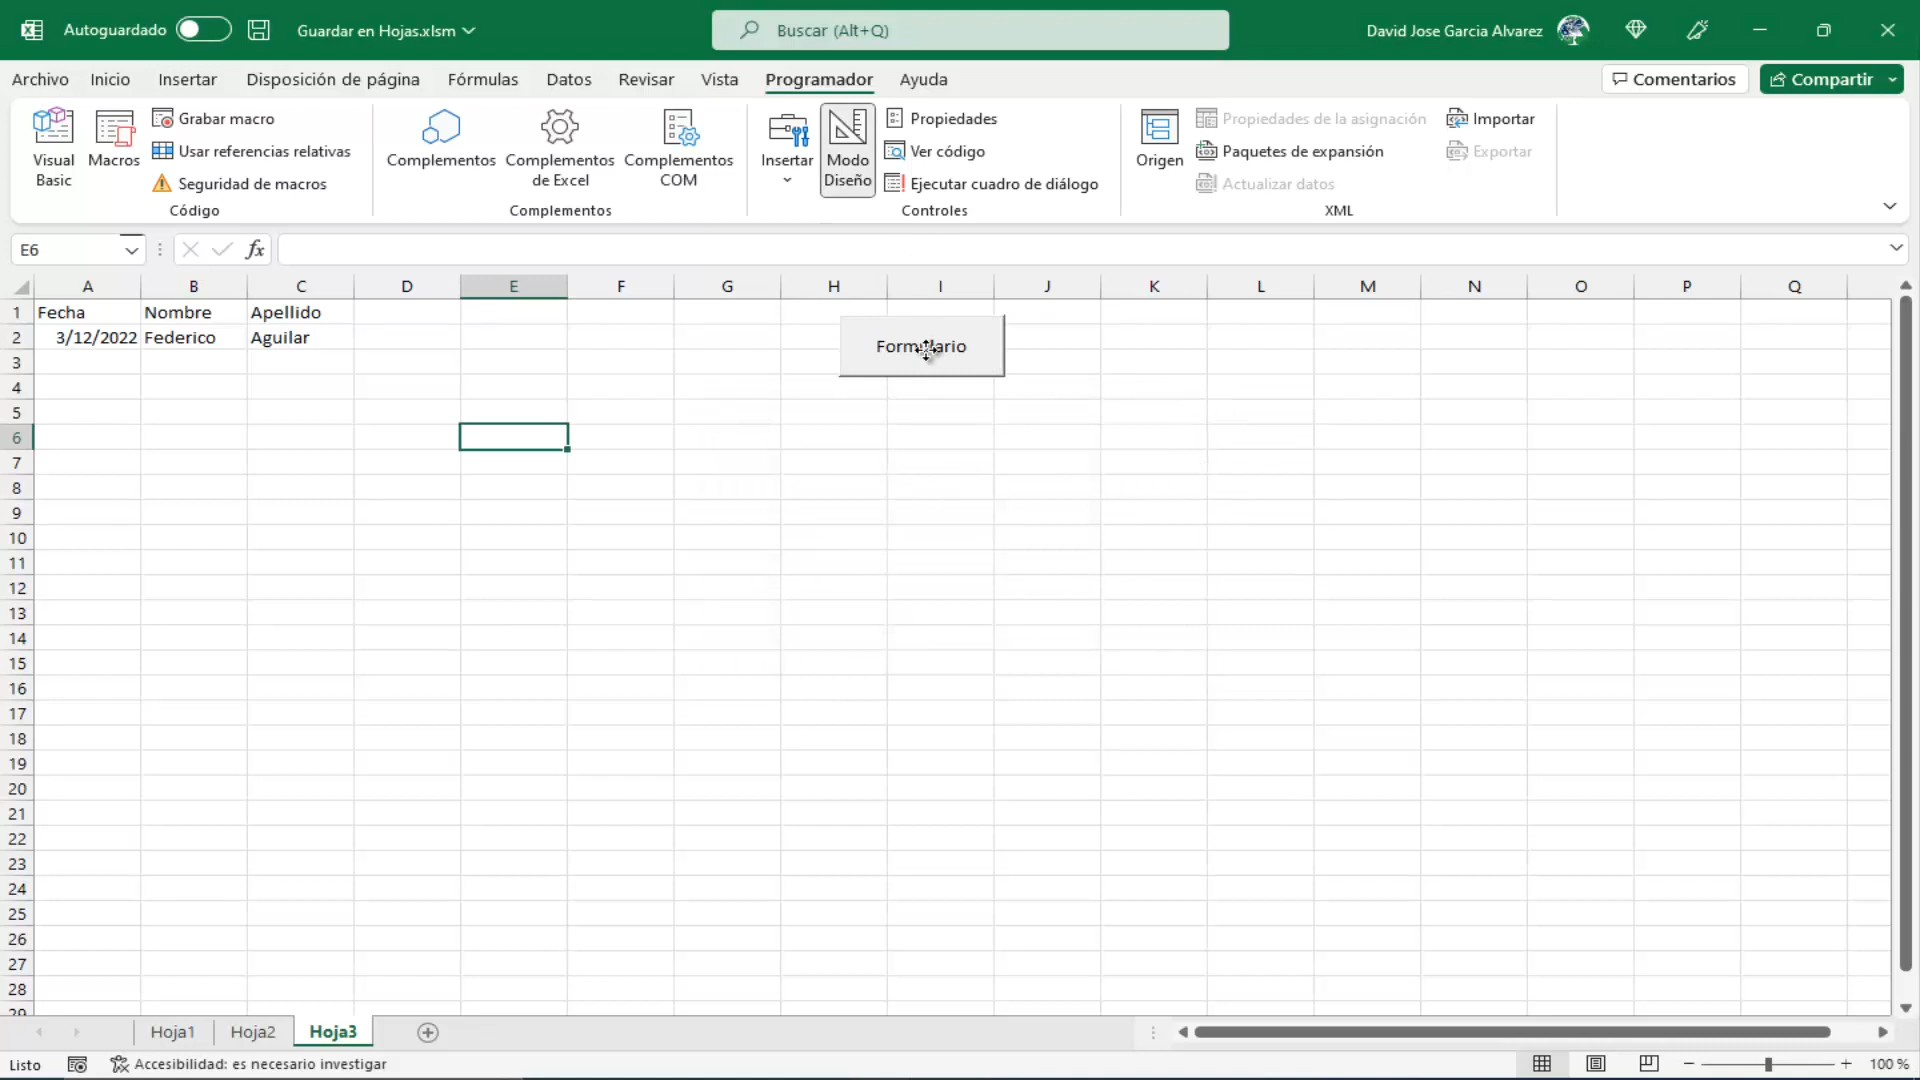 Autoguardado
Guardar en Hojas.xlsm
Buscar (Alt+Q)
David Jose Garcia Alvarez
Archivo Inicio Insertar Disposición de página Fórmulas Datos Revisar Vista Programador Ayuda
Comentarios
Compartir
Visual Basic
Macros
Grabar macro
Usar referencias relativas
Seguridad de macros
Código
Complementos
Complementos de Excel
Complementos COM
Complementos
Insertar
Modo Diseño
Propiedades
Ver código
Ejecutar cuadro de diálogo
Controles
Origen
Propiedades de la asignación
Paquetes de expansión
Actualizar datos
Importar
Exportar
XML
E6
fx
A B C D E F G H I J K L M N O P Q
1 Fecha Nombre Apellido
2 3/12/2022 Federico Aguilar
Formulario
3
4
5
6
7
8
9
10
11
12
13
14
15
16
17
18
19
20
21
22
23
24
25
26
27
28
29
Hoja1 Hoja2 Hoja3
Listo
Accesibilidad: es necesario investigar
100 %